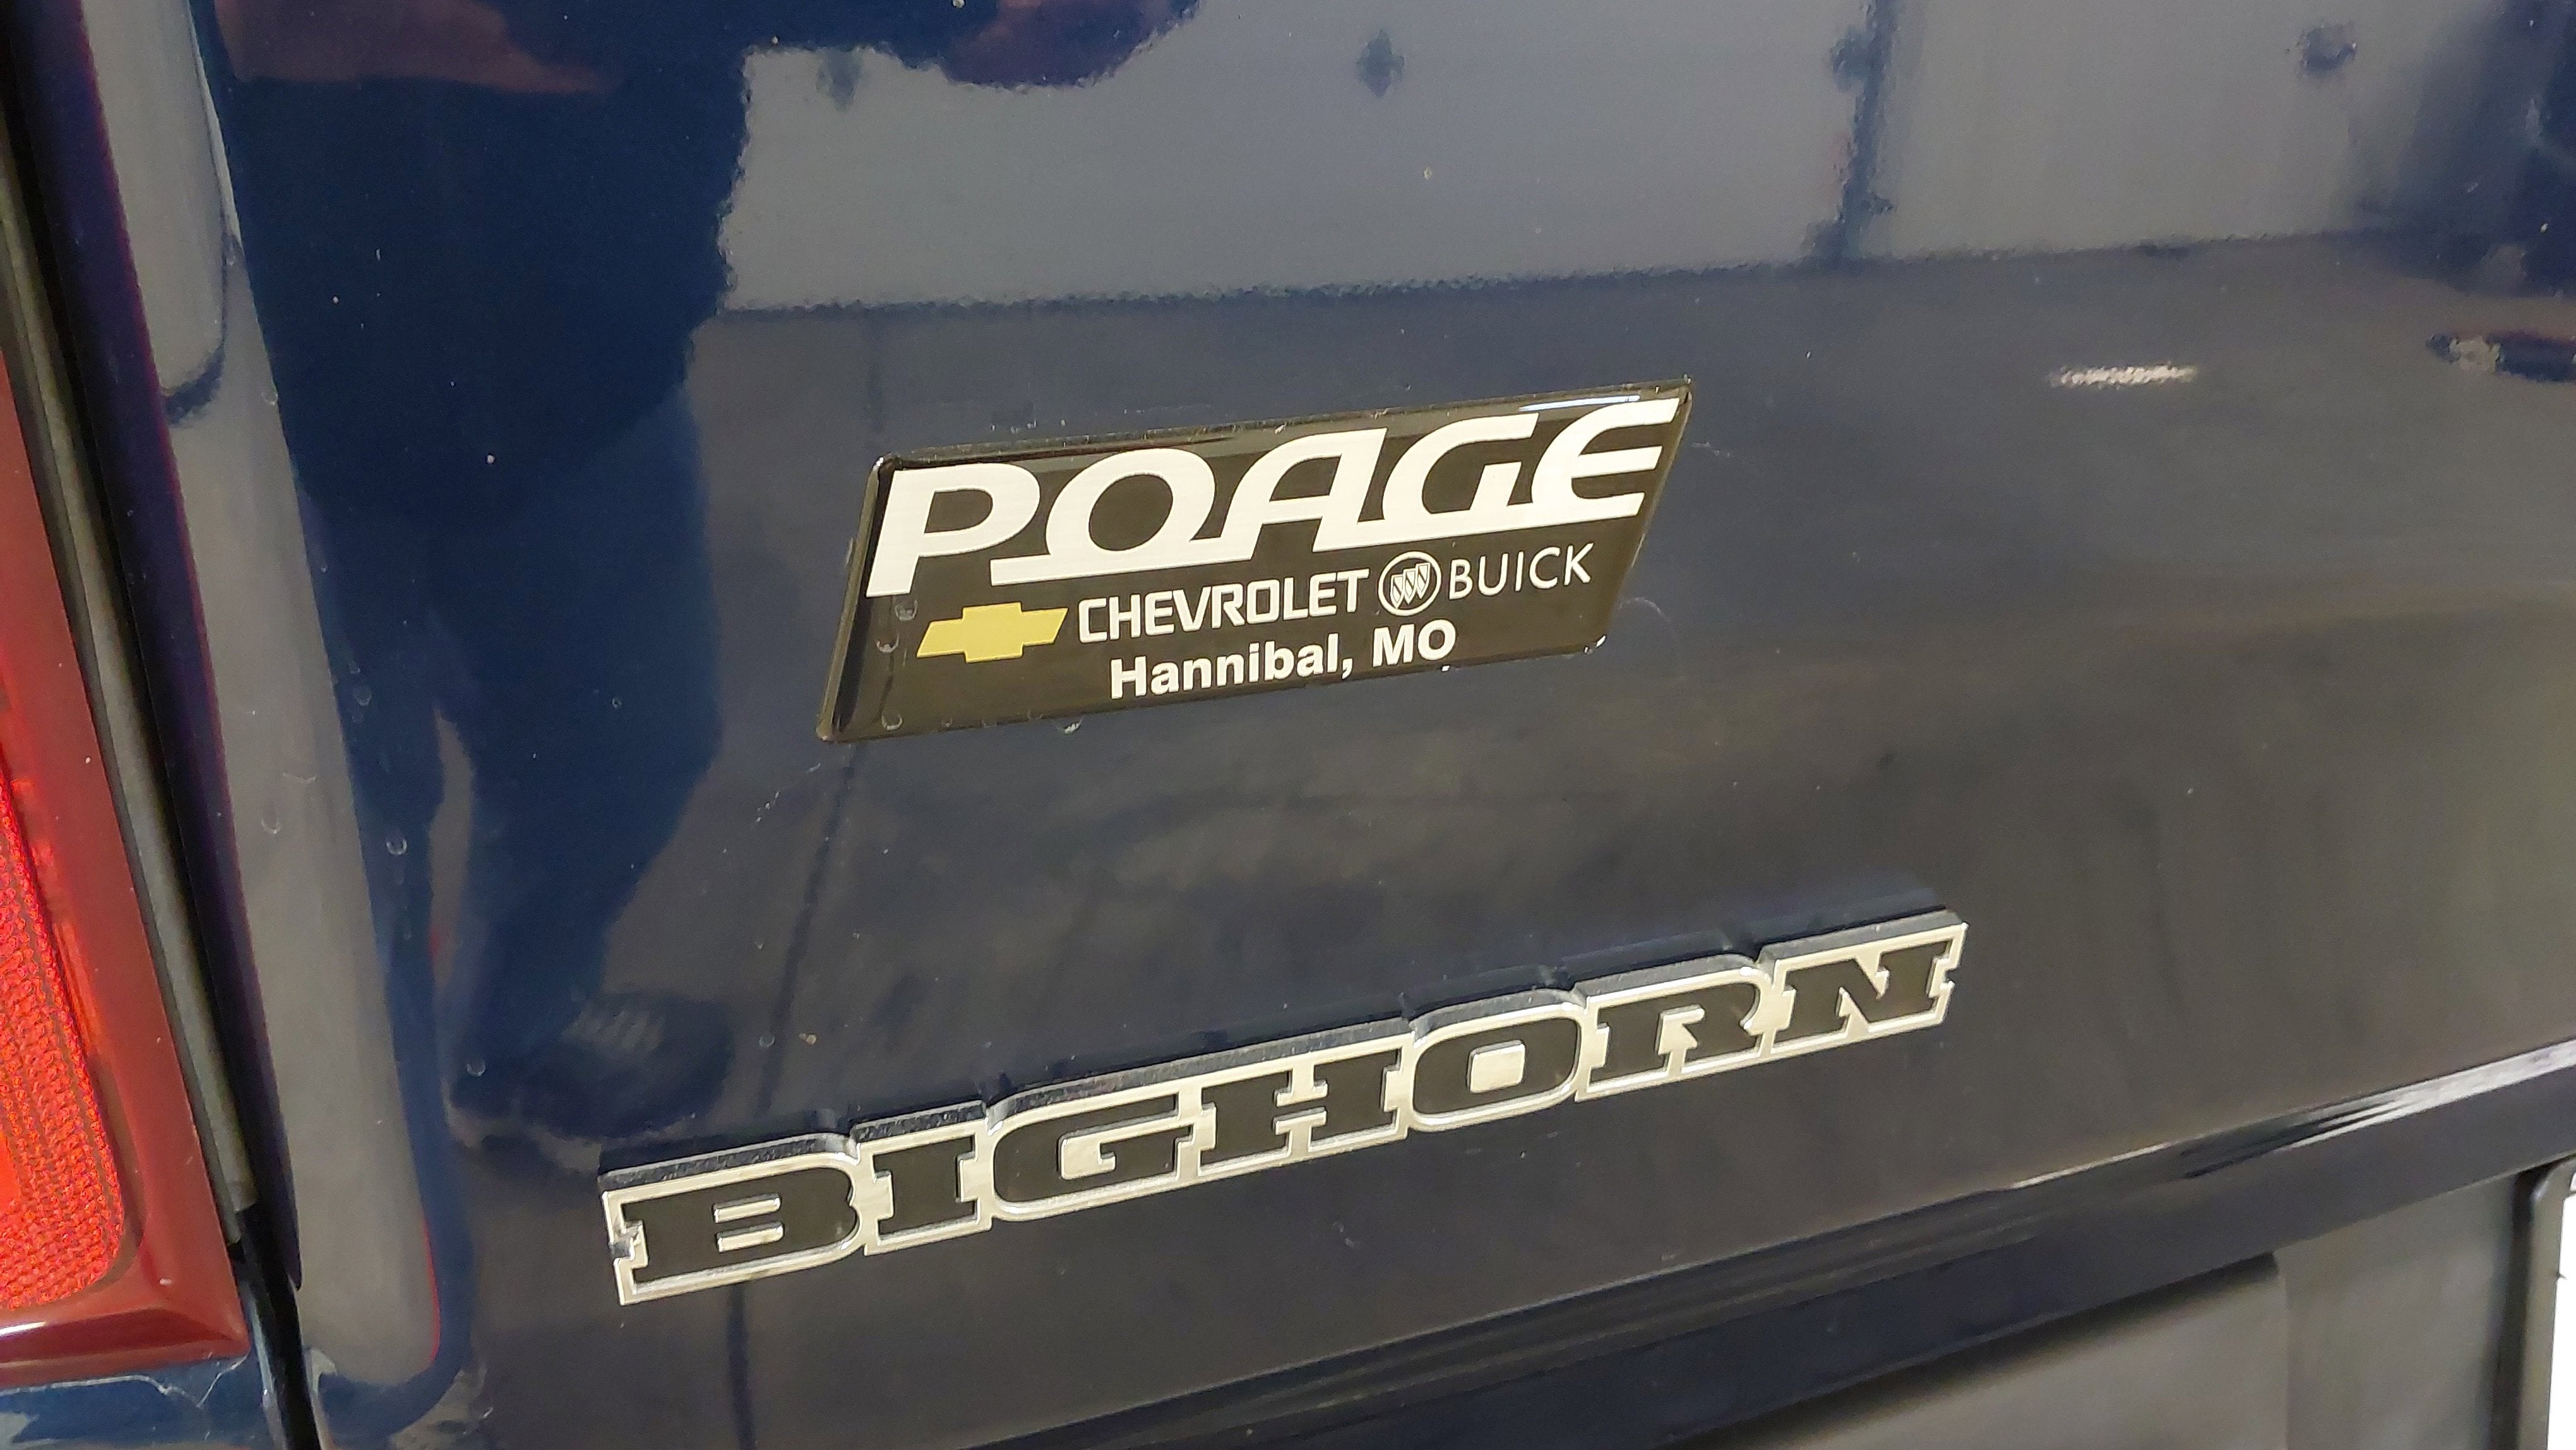 POAGE
CHEVROLET BUICK
Hannibal, MO
BIGHORN